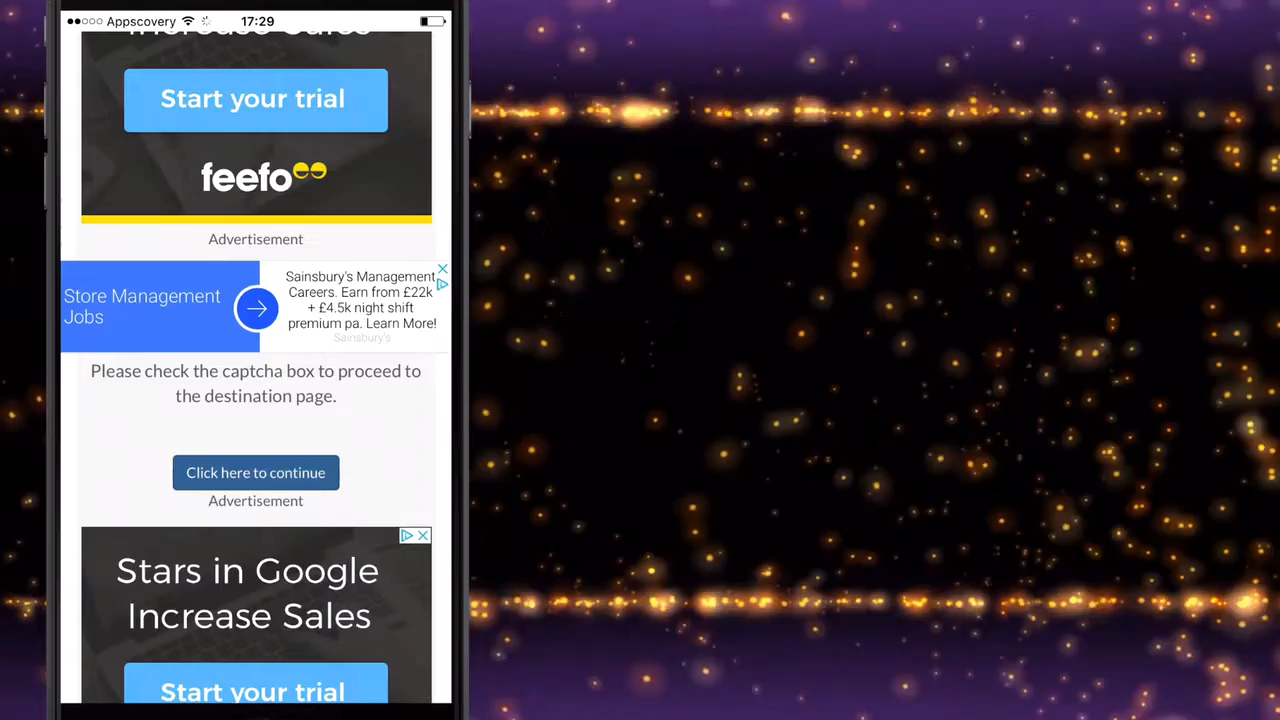 Appscovery 17:29
Increase Sales
Start your trial
feefo
Advertisement
Store Management
Jobs
Sainsbury's Management
Careers. Earn from £22k
+ £4.5k night shift
premium pa. Learn More!
Sainsbury's
Please check the captcha box to proceed to
the destination page.
Click here to continue
Advertisement
Stars in Google
Increase Sales
Start your trial